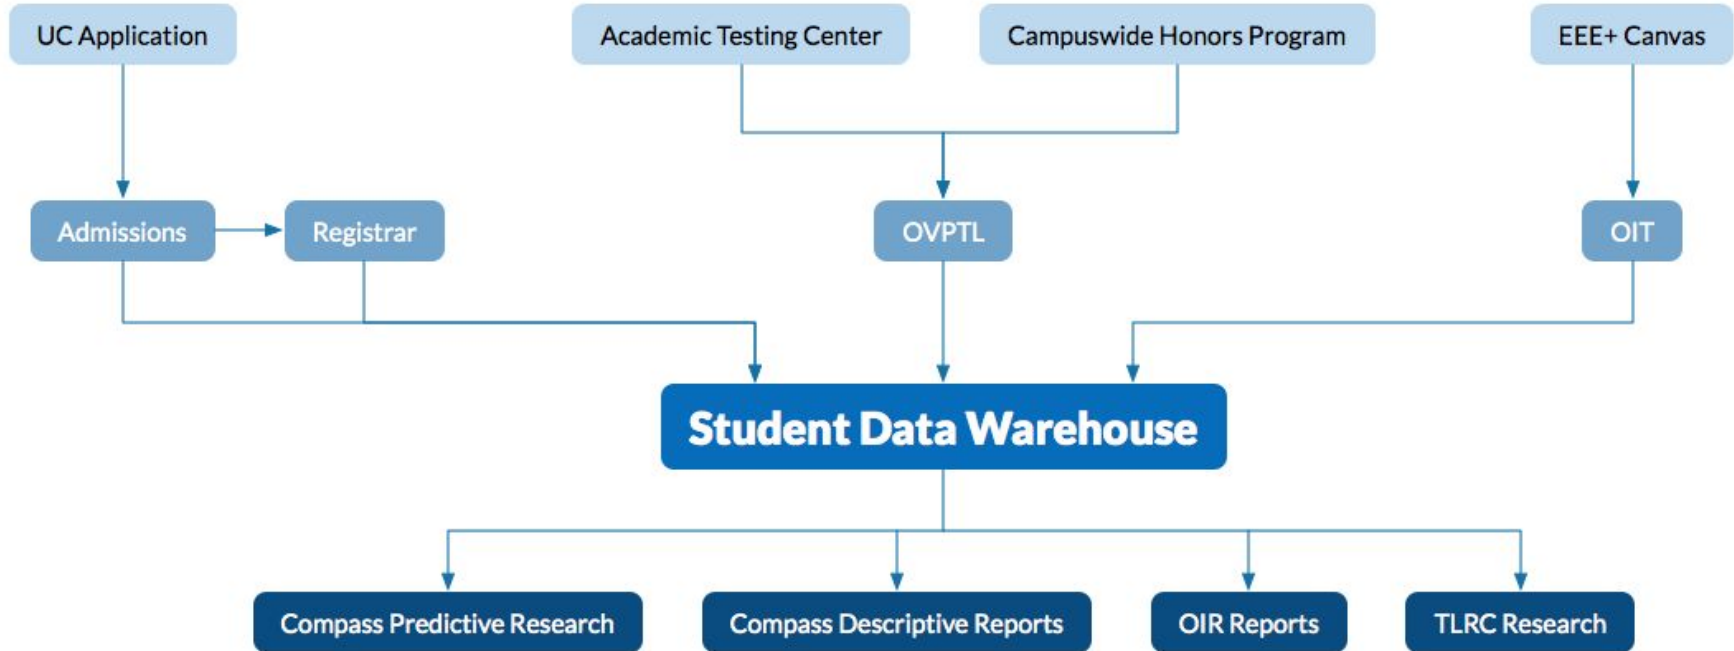 UC Application
Academic Testing Center
Campuswide Honors Program
EEE+ Canvas
Admissions
Registrar
OVPTL
OIT
Student Data Warehouse
Compass Predictive Research
Compass Descriptive Reports
OIR Reports
TLRC Research